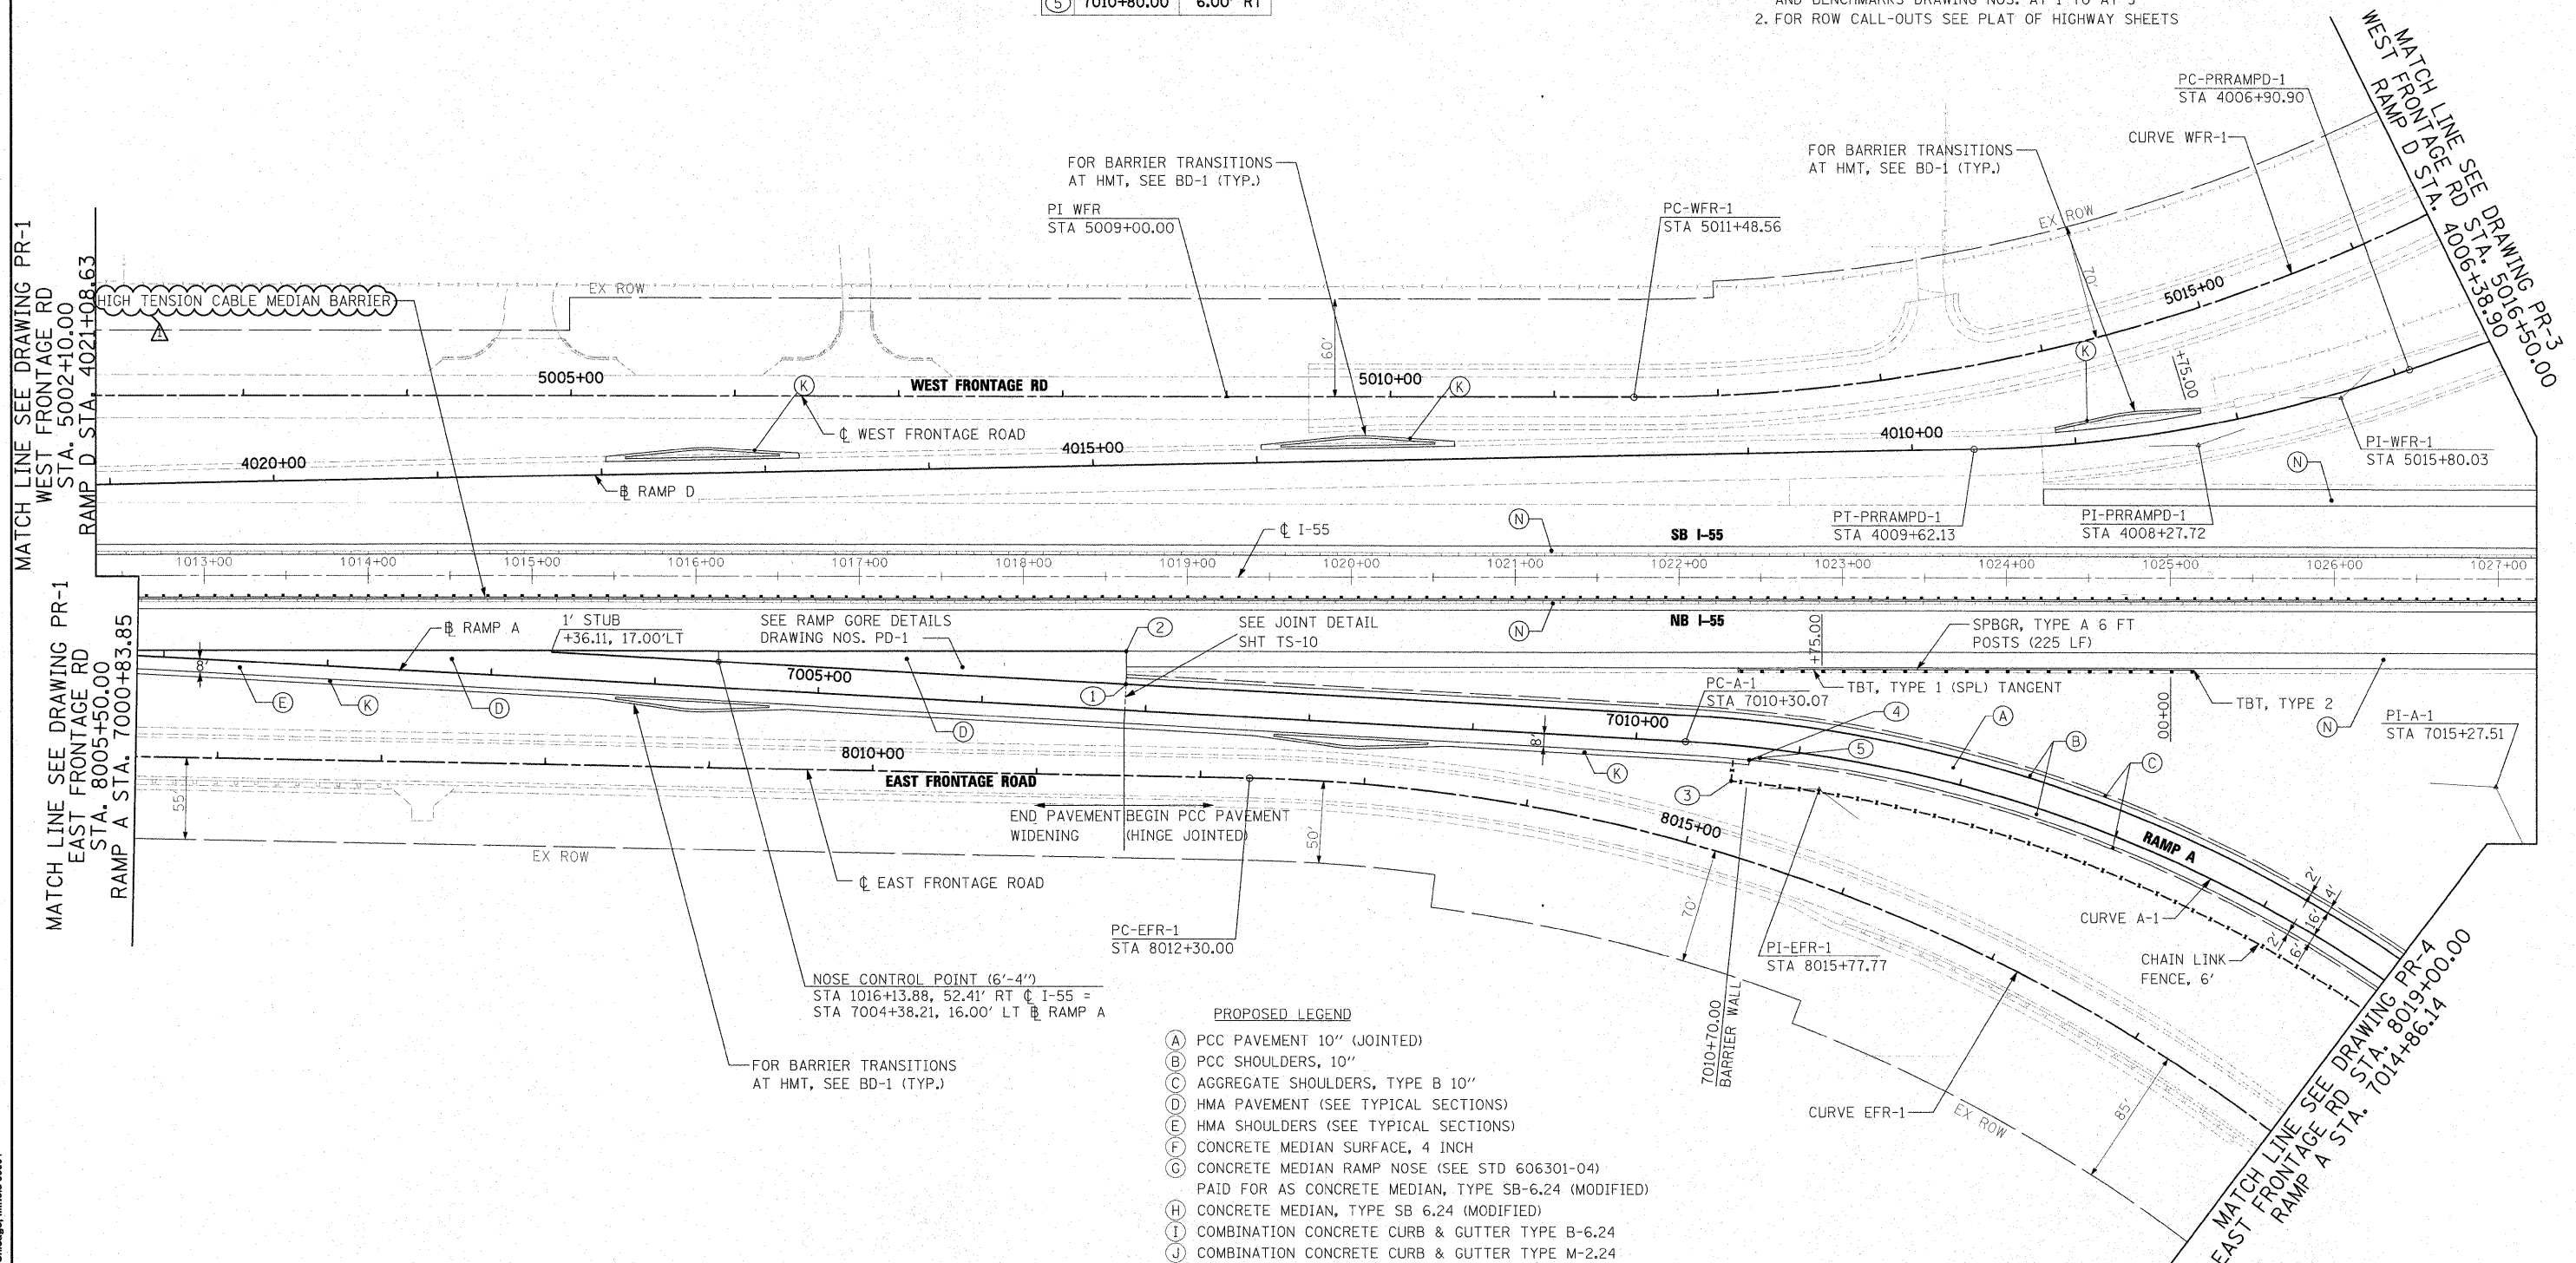 5 7010+80.00 6.00' RT
2. FOR ROW CALL-OUTS SEE PLAT OF HIGHWAY SHEETS
MATCH LINE SEE DRAWING PR-3
WEST FRONTAGE RD STA. 5016+50.00
RAMP D STA. 4006+38.90
PC-PRRAMPD-1
STA 4006+90.90
CURVE WFR-1
FOR BARRIER TRANSITIONS
AT HMT, SEE BD-1 (TYP.)
FOR BARRIER TRANSITIONS
AT HMT, SEE BD-1 (TYP.)
PI WFR
STA 5009+00.00
PC-WFR-1
STA 5011+48.56
EX ROW
70'
5015+00
MATCH LINE SEE DRAWING PR-1
WEST FRONTAGE RD
STA. 5002+10.00
RAMP D STA. 4021+08.63
HIGH TENSION CABLE MEDIAN BARRIER
1
EX ROW
60'
K
+75.00
5005+00
K
WEST FRONTAGE RD
5010+00
K
℄ WEST FRONTAGE ROAD
4020+00
4015+00
4010+00
PI-WFR-1
STA 5015+80.03
N
B RAMP D
℄ I-55
N
SB I-55
PT-PRRAMPD-1
STA 4009+62.13
PI-PRRAMPD-1
STA 4008+27.72
1013+00 1014+00 1015+00 1016+00 1017+00 1018+00 1019+00 1020+00 1021+00 1022+00 1023+00 1024+00 1025+00 1026+00 1027+00
MATCH LINE SEE DRAWING PR-1
EAST FRONTAGE RD
STA. 8005+50.00
RAMP A STA. 7000+83.85
B RAMP A
1' STUB
+36.11, 17.00'LT
SEE RAMP GORE DETAILS
DRAWING NOS. PD-1
2
SEE JOINT DETAIL
SHT TS-10
N
NB I-55
+75.00
SPBGR, TYPE A 6 FT
POSTS (225 LF)
8'
E
K
D
7005+00
D
1
PC-A-1
STA 7010+30.07
TBT, TYPE 1 (SPL) TANGENT
00+00
TBT, TYPE 2
N
PI-A-1
STA 7015+27.51
7010+00
4
A
5
B
C
8'
K
3
8010+00
EAST FRONTAGE ROAD
55'
END PAVEMENT
WIDENING
BEGIN PCC PAVEMENT
(HINGE JOINTED)
50'
8015+00
RAMP A
EX ROW
℄ EAST FRONTAGE ROAD
2'
4'
16'
2'
6'
CURVE A-1
70'
PC-EFR-1
STA 8012+30.00
PI-EFR-1
STA 8015+77.77
CHAIN LINK
FENCE, 6'
NOSE CONTROL POINT (6'-4")
STA 1016+13.88, 52.41' RT ℄ I-55 =
STA 7004+38.21, 16.00' LT B RAMP A
7010+70.00
BARRIER WALL
FOR BARRIER TRANSITIONS
AT HMT, SEE BD-1 (TYP.)
CURVE EFR-1
EX ROW
85'
MATCH LINE SEE DRAWING PR-4
EAST FRONTAGE RD STA. 8019+00.00
RAMP A STA. 7014+86.14
PROPOSED LEGEND
A PCC PAVEMENT 10" (JOINTED)
B PCC SHOULDERS, 10"
C AGGREGATE SHOULDERS, TYPE B 10"
D HMA PAVEMENT (SEE TYPICAL SECTIONS)
E HMA SHOULDERS (SEE TYPICAL SECTIONS)
F CONCRETE MEDIAN SURFACE, 4 INCH
G CONCRETE MEDIAN RAMP NOSE (SEE STD 606301-04)
PAID FOR AS CONCRETE MEDIAN, TYPE SB-6.24 (MODIFIED)
H CONCRETE MEDIAN, TYPE SB 6.24 (MODIFIED)
I COMBINATION CONCRETE CURB & GUTTER TYPE B-6.24
J COMBINATION CONCRETE CURB & GUTTER TYPE M-2.24